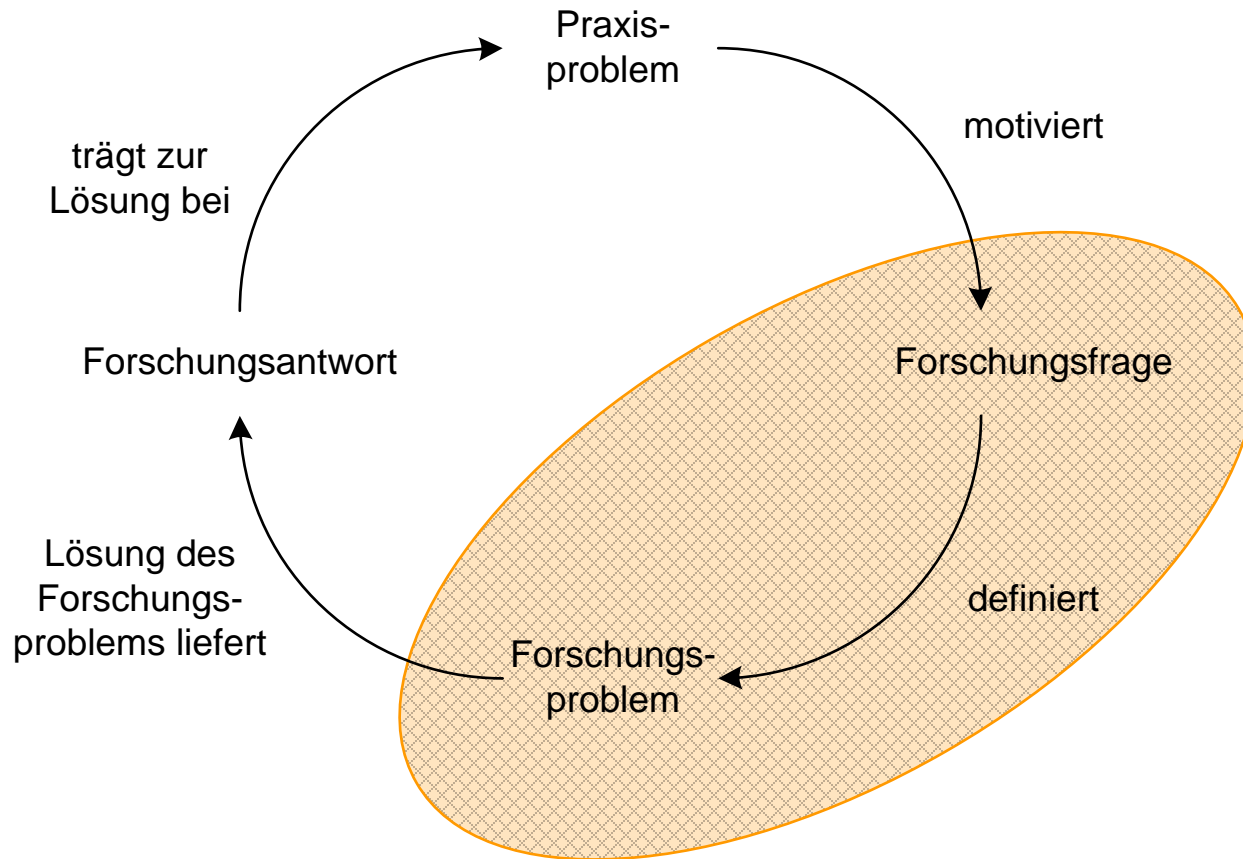 Praxis-
problem
motiviert
Forschungsfrage
definiert
Forschungs-
problem
Lösung des
Forschungs-
problems liefert
Forschungsantwort
trägt zur
Lösung bei